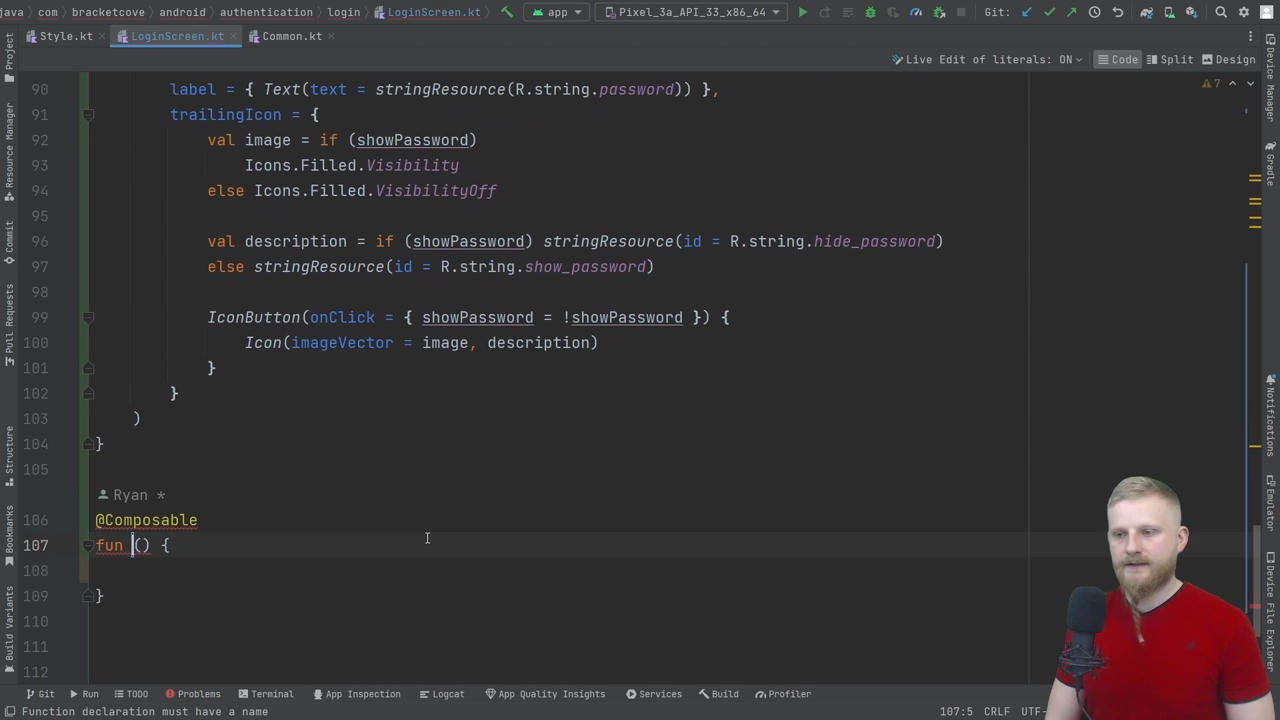 java
com
bracketcove
authentication
login
LoginScreen.kt
app
Pixel_3a_API_33_x86_64
Git:
Style.kt
LoginScreen.kt
Common.kt
Live Edit of literals: ON
Code
Split
Design
7
90 label = { Text(text = stringResource(R.string.password)) },
91 trailingIcon = {
92 val image = if (showPassword)
93 Icons.Filled.Visibility
94 else Icons.Filled.VisibilityOff
95
96 val description = if (showPassword) stringResource(id = R.string.hide_password)
97 else stringResource(id = R.string.show_password)
98
99 IconButton(onClick = { showPassword = !showPassword }) {
100 Icon(imageVector = image, description)
101 }
102 }
103 )
104 }
105
Ryan *
106 @Composable
107 fun () {
108
109 }
110
111
112
Project
Resource Manager
Commit
Pull Requests
Structure
Bookmarks
Build Variants
Device Manager
Gradle
Notifications
Emulator
Device File Explorer
Git
Run
TODO
Problems
Terminal
App Inspection
Logcat
App Quality Insights
Services
Build
Profiler
Function declaration must have a name
107:5
CRLF
UTF-